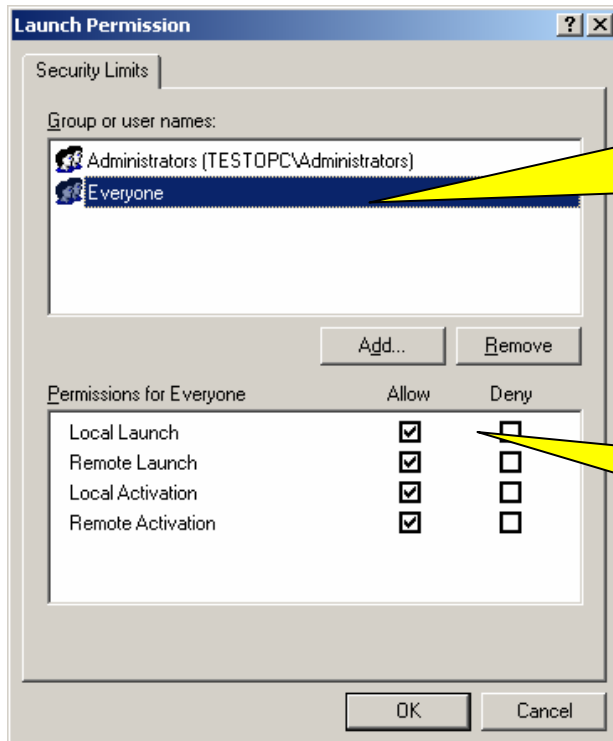 Launch Permission
Security Limits
Group or user names:
Administrators (TESTOPC\Administrators)
Everyone
Add...
Remove
Permissions for Everyone
Allow
Deny
Local Launch
Remote Launch
Local Activation
Remote Activation
OK
Cancel